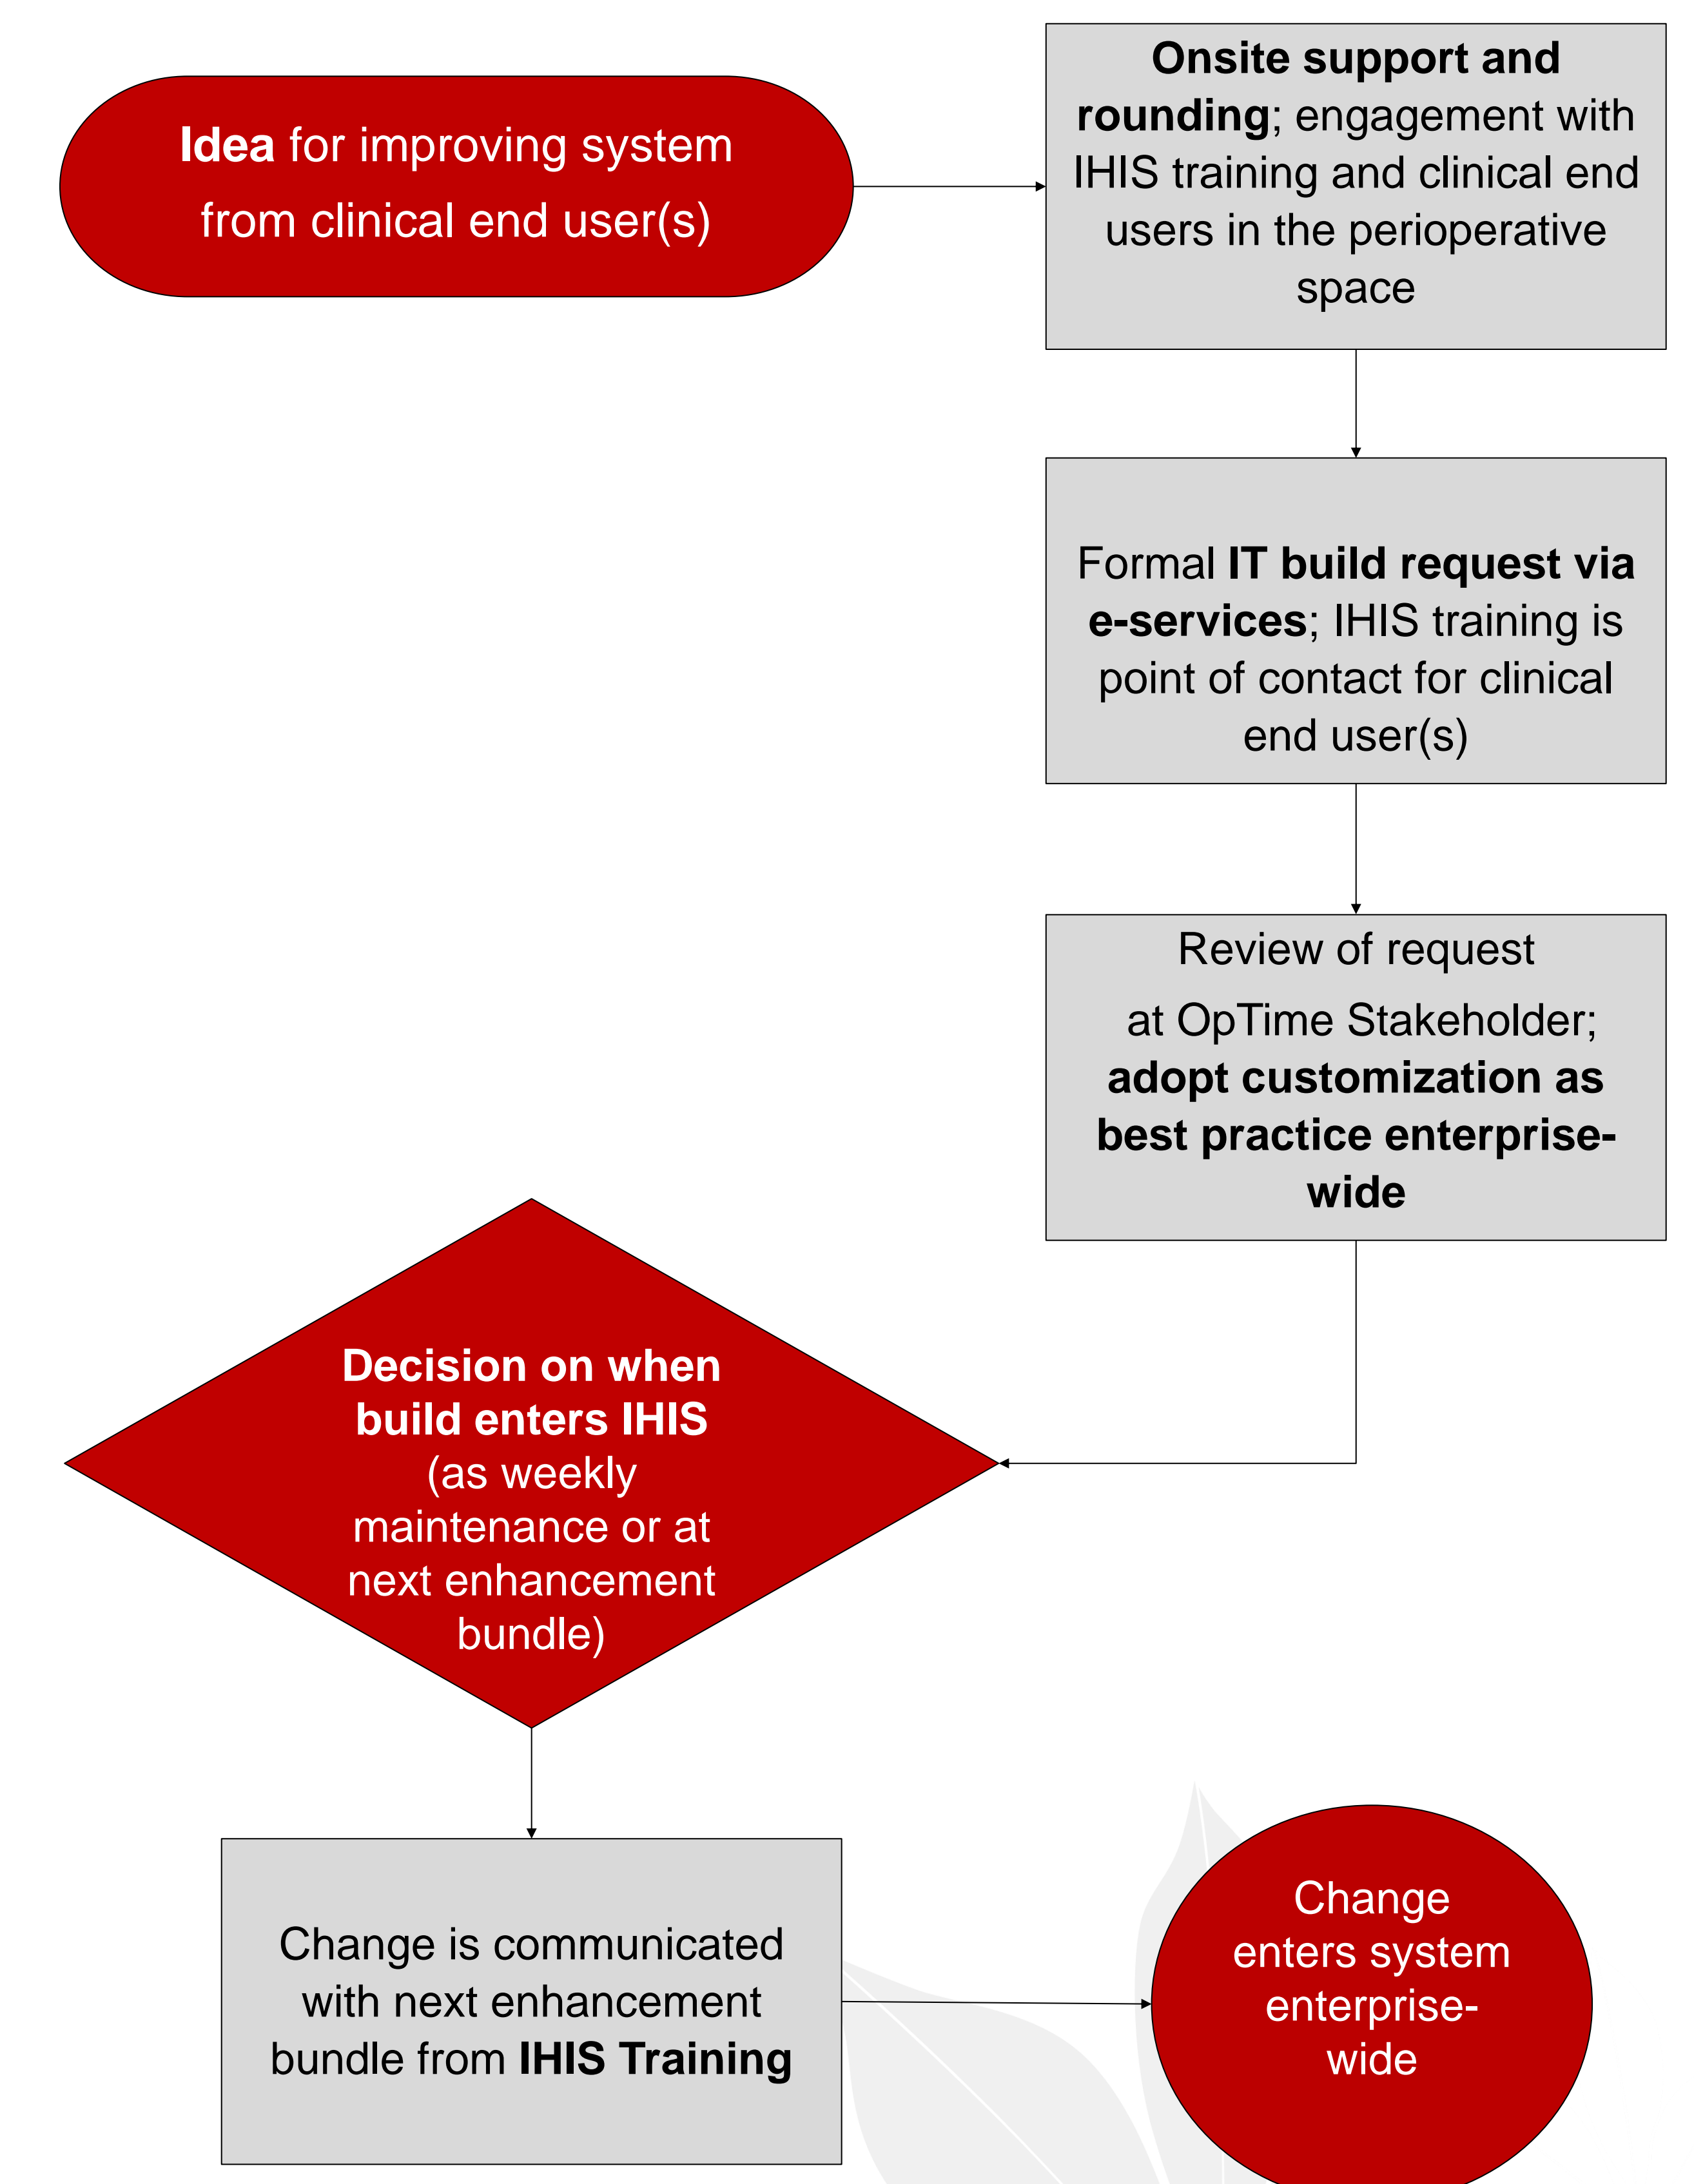 Idea for improving system
from clinical end user(s)
Onsite support and
rounding; engagement with
IHIS training and clinical end
users in the perioperative
space
Formal IT build request via
e-services; IHIS training is
point of contact for clinical
end user(s)
Review of request
at OpTime Stakeholder;
adopt customization as
best practice enterprise-
wide
Decision on when
build enters IHIS
(as weekly
maintenance or at
next enhancement
bundle)
Change is communicated
with next enhancement
bundle from IHIS Training
Change
enters system
enterprise-
wide